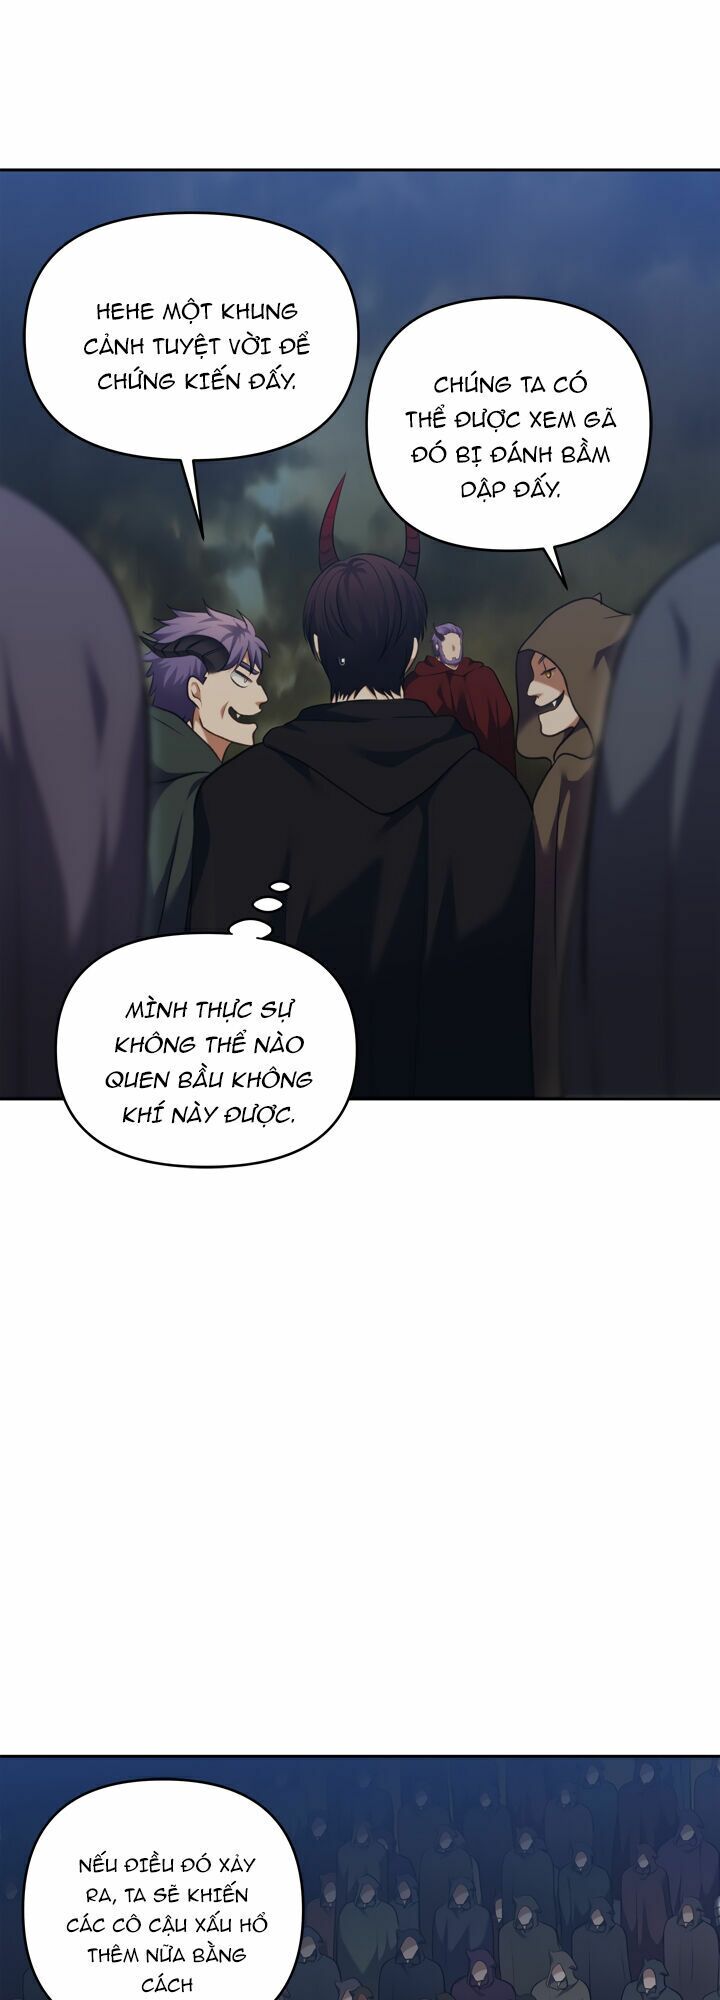 HEHE MỘT KHUNG
CẢNH TUYỆT VỜI ĐỂ
CHỨNG KIẾN ĐẤY.
CHÚNG TA CÓ
THỂ ĐƯỢC XEM GÃ
ĐÓ BỊ ĐÁNH BẦM
DẬP ĐẤY.
MÌNH THỰC SỰ
KHÔNG THỂ NÀO
QUEN BẦU KHÔNG
KHÍ NÀY ĐƯỢC.
NẾU ĐIỀU ĐÓ XẢY
RA, TA SẼ KHIẾN
CÁC CÔ CẬU XẤU HỔ
THÊM NỮA BẰNG
CÁCH